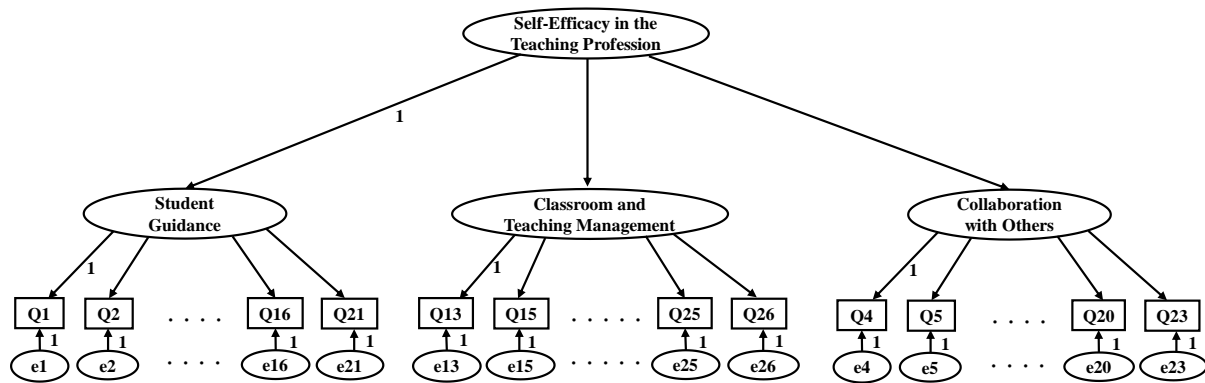 Self-Efficacy in the
Teaching Profession
1
Student
Guidance
Classroom and
Teaching Management
Collaboration
with Others
1
1
1
Q1 Q2 . . . . Q16 Q21 Q13 Q15 . . . . . Q25 Q26 Q4 Q5 . . . . Q20 Q23
1 1 1 1 1 1 1 1 1 1 1 1
e1 e2 . . . . e16 e21 e13 e15 . . . . . e25 e26 e4 e5 . . . . e20 e23